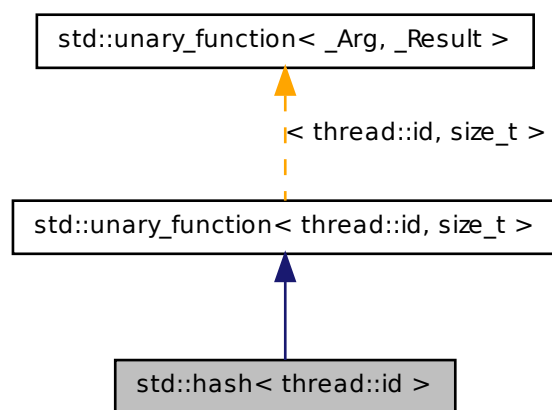 std::unary_function< _Arg, _Result >
< thread::id, size_t >
std::unary_function< thread::id, size_t >
std::hash< thread::id >